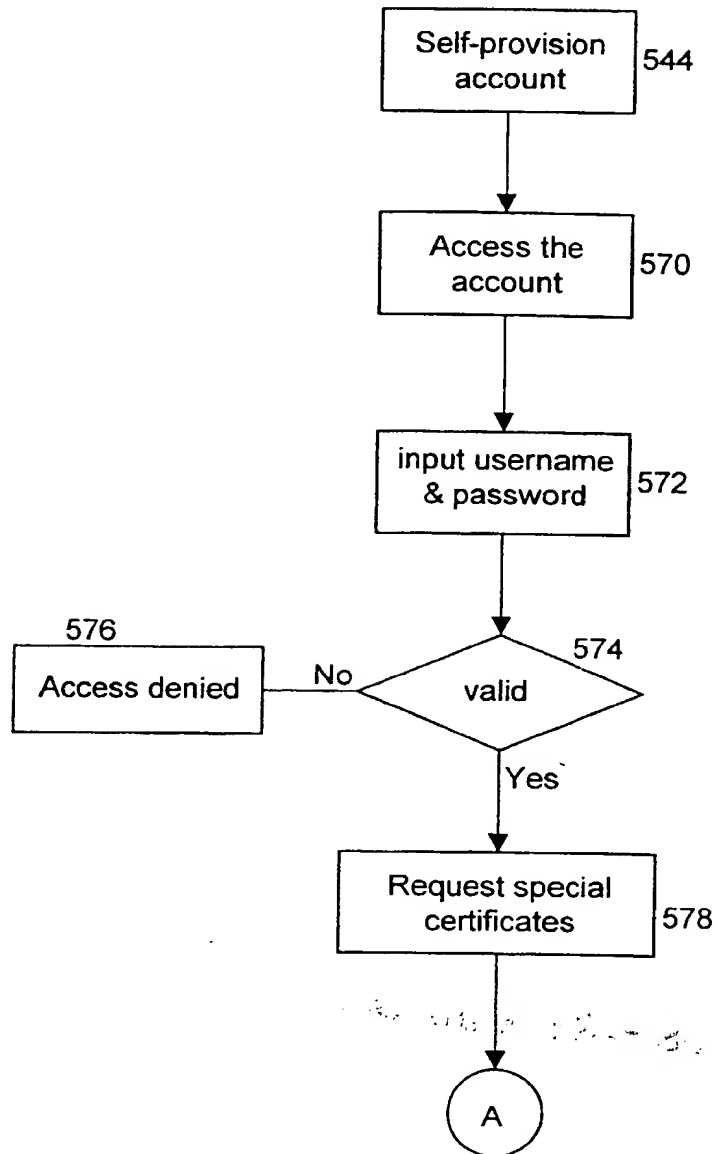 Self-provision
account
544
Access the
account
570
input username
& password
572
576
574
Access denied
No
valid
Yes
Request special
certificates
578
A